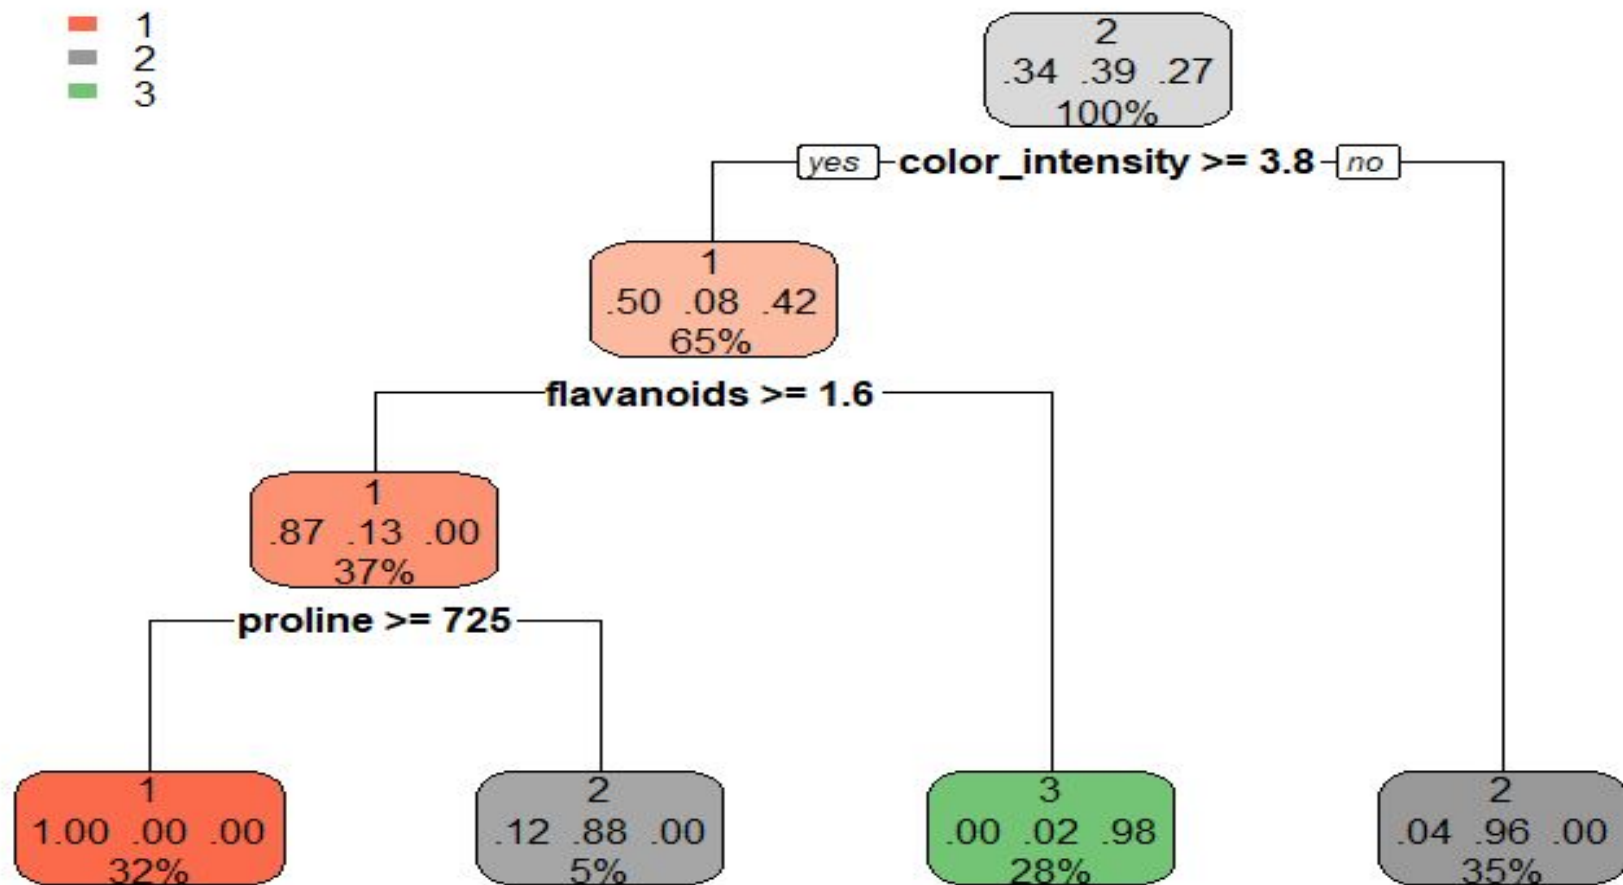 1
2
3
2
.34 .39 .27
100%
yes color_intensity >= 3.8 no
1
.50 .08 .42
65%
flavanoids >= 1.6
1
.87 .13 .00
37%
proline >= 725
1
1.00 .00 .00
32%
2
.12 .88 .00
5%
3
.00 .02 .98
28%
2
.04 .96 .00
35%